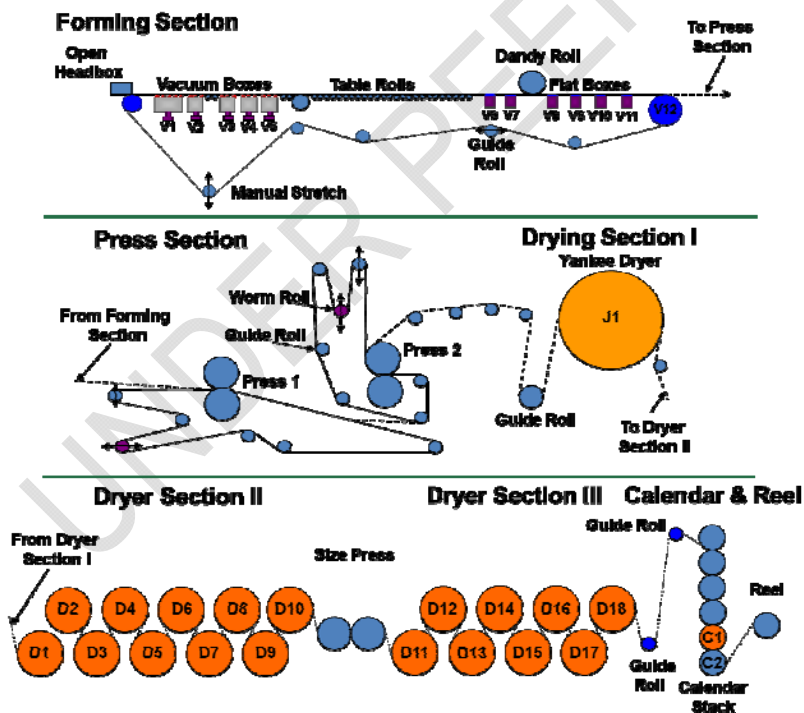 Forming Section
Open
Headbox
Vacuum Boxes
Table Rolls
Dandy Roll
Flat Boxes
To Press
Section
V1 V2 V3 V4 V5
V6 V7 V8 V9 V10 V11 V12
Guide
Roll
Manual Stretch
Press Section
Drying Section I
Yankee Dryer
Worm Roll
J1
From Forming
Section
Guide Roll
Press 2
Press 1
Guide Roll
To Dryer
Section II
Dryer Section II
Dryer Section III
Calendar & Reel
Guide Roll
From Dryer
Section I
Size Press
Reel
D2 D4 D6 D8 D10
D12 D14 D16 D18
D1 D3 D5 D7 D9
D11 D13 D15 D17
C1
C2
Guide
Roll
Calendar
Stack
UNDER PEE